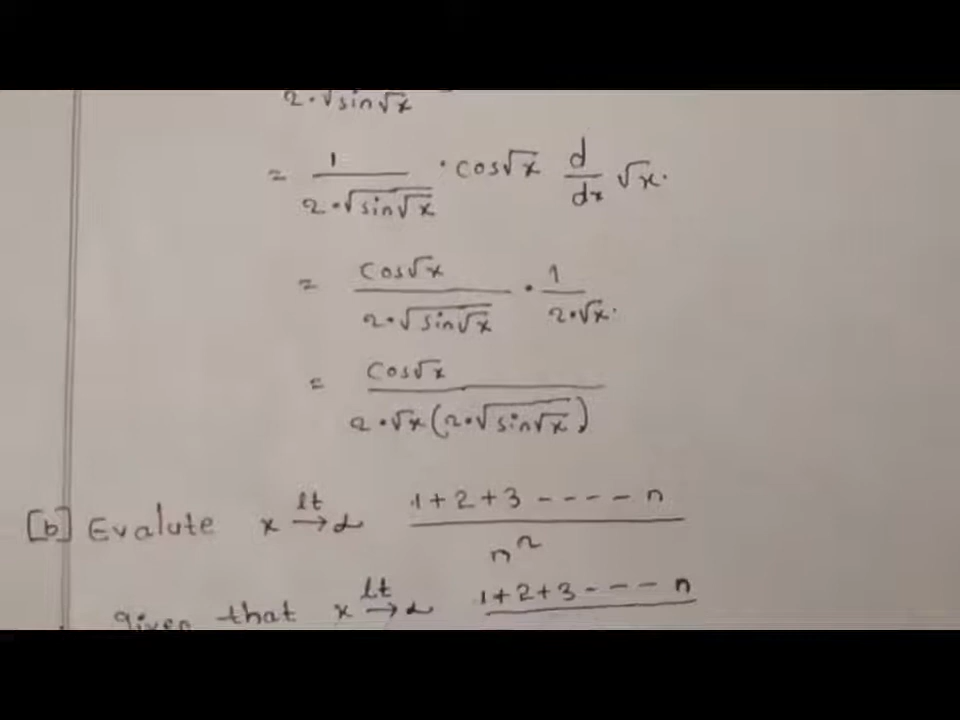 2·√sin√x
= 1/(2·√sin√x) · cos√x d/dx √x.
= cos√x/(2·√sin√x) · 1/(2·√x).
= cos√x/(2·√x(2·√sin√x))
[b] Evalute lt x→∞ (1+2+3----n)/n²
given that lt x→∞ 1+2+3---n